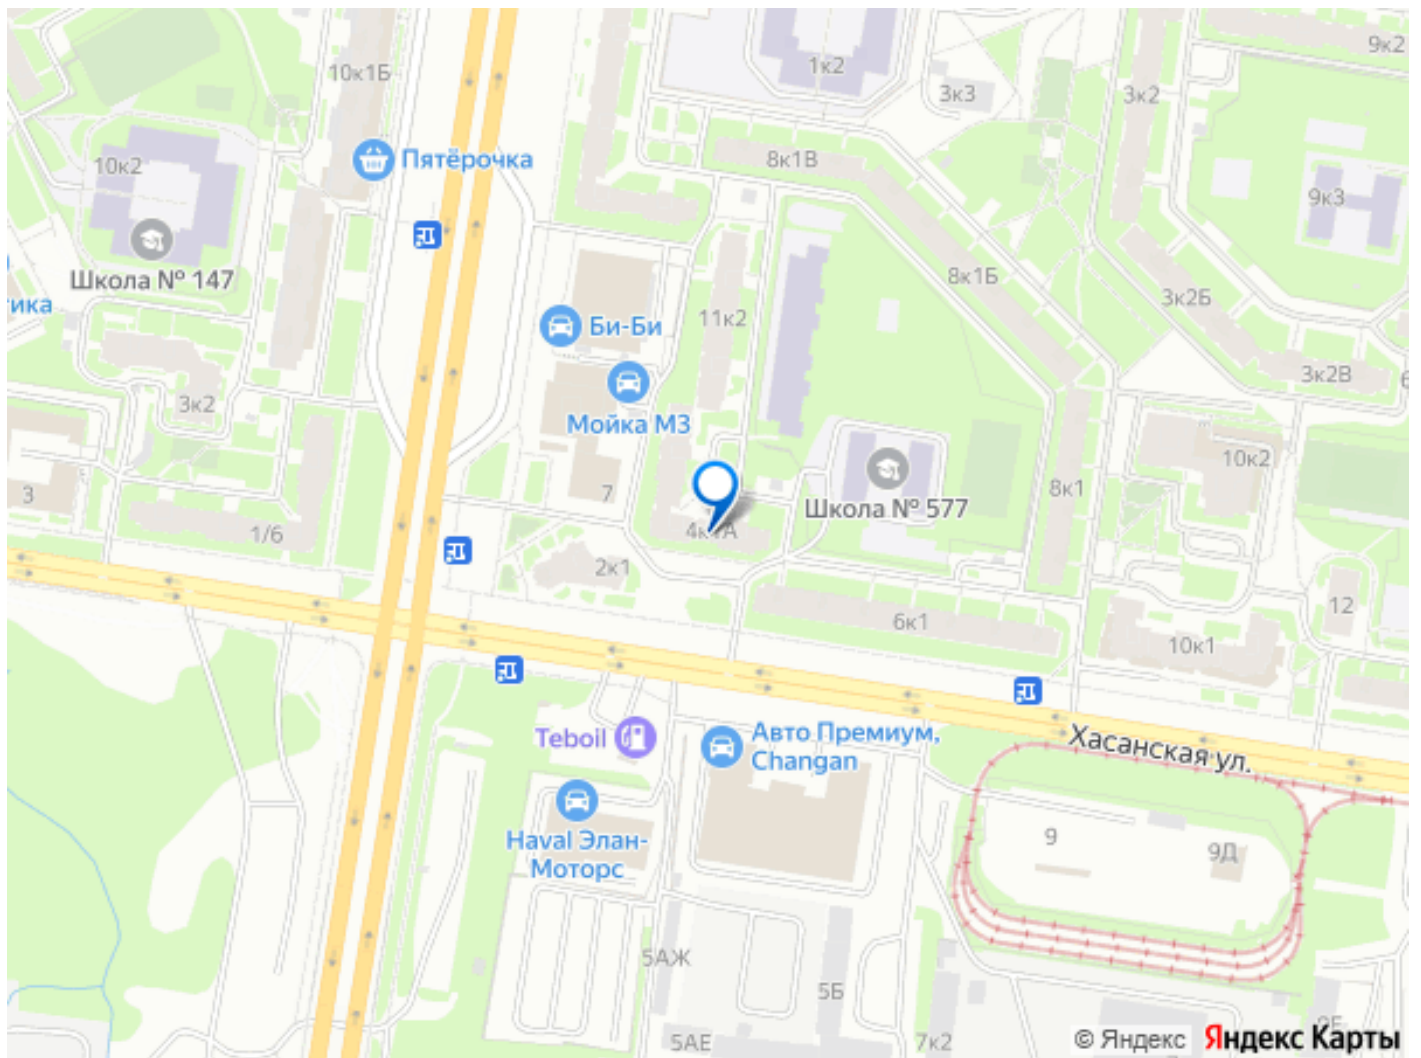 9к2
1к2
10к1Б
3к3
3к2
Пятёрочка
8к1В
10к2
9к3
Школа № 147
8к1Б
3к2Б
ика
Би-Би
11к2
3к2В
3к2
Мойка М3
10к2
8к1
3
7
Школа № 577
1/6
2к1
12
6к1
10к1
Teboil
Авто Премиум,
Changan
Хасанская ул.
Haval Элан-
Моторс
9
9Д
5АЖ
5Б
5АЕ
7к2
© Яндекс
Яндекс Карты